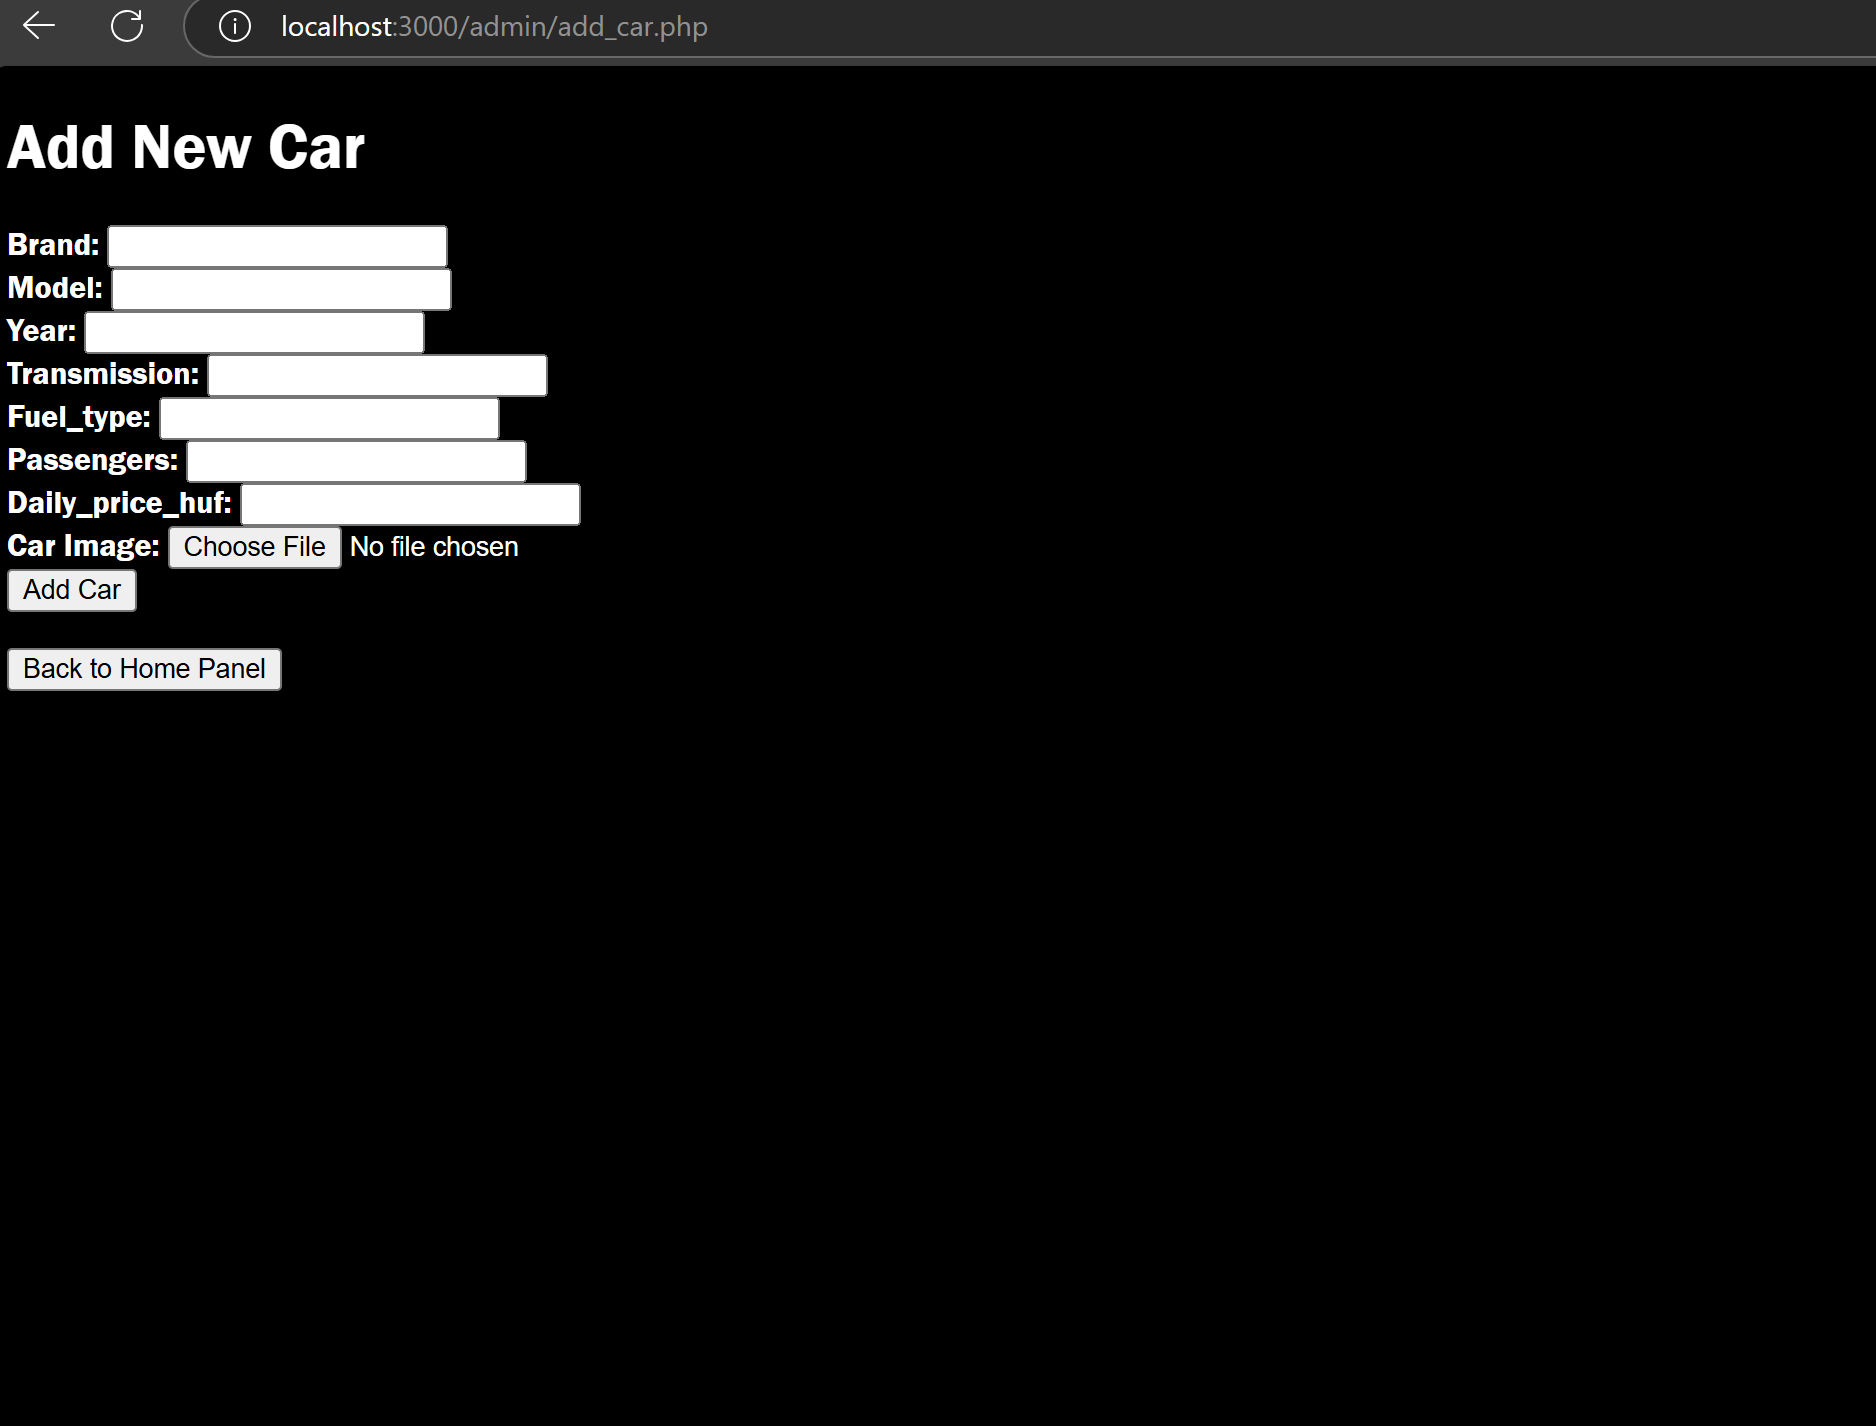 localhost:3000/admin/add_car.php
Add New Car
Brand:
Model:
Year:
Transmission:
Fuel_type:
Passengers:
Daily_price_huf:
Car Image: Choose File No file chosen
Add Car
Back to Home Panel